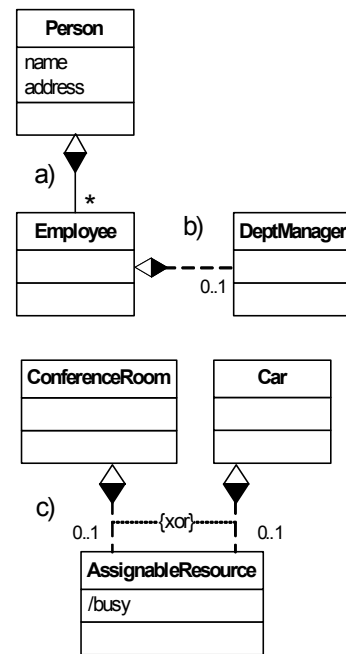 Person
name
address
a)
*
Employee
b)
DeptManager
0..1
ConferenceRoom
Car
c)
0..1
{xor}
0..1
AssignableResource
/busy